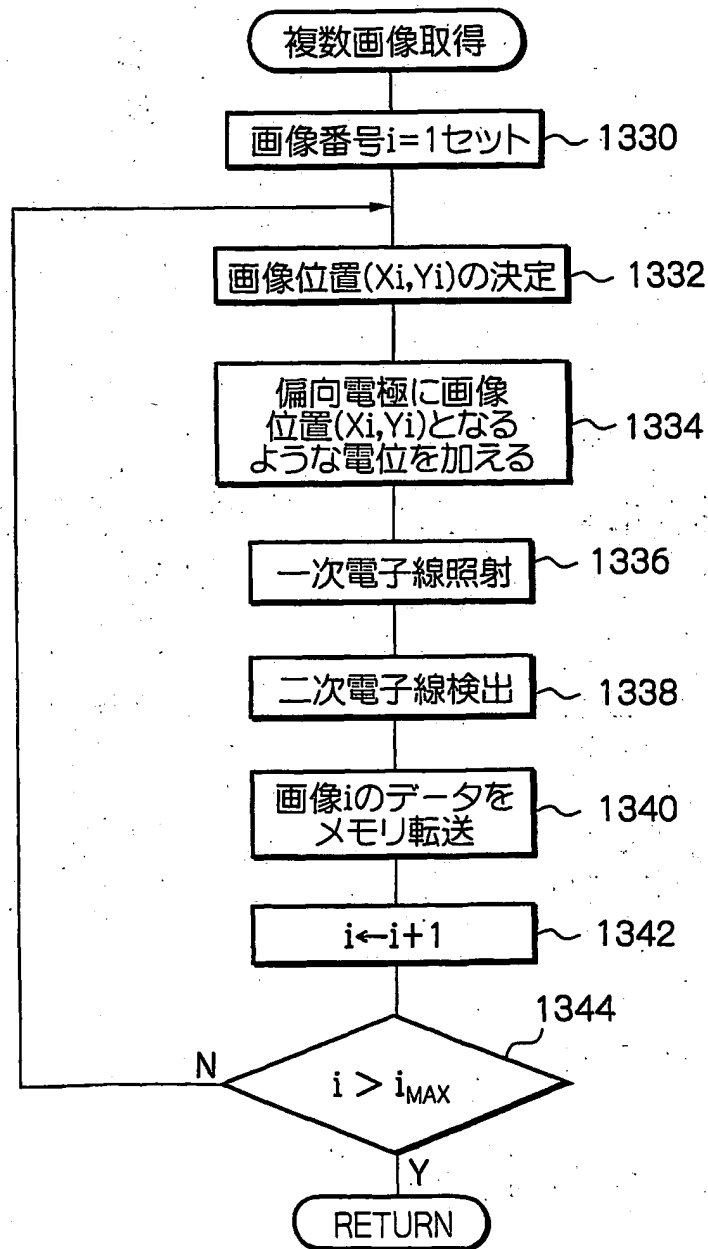 複数画像取得
画像番号i=1セット
1330
画像位置(Xi,Yi)の決定
1332
偏向電極に画像
位置(Xi,Yi)となる
ような電位を加える
1334
一次電子線照射
1336
二次電子線検出
1338
画像iのデータを
メモリ転送
1340
i←i+1
1342
1344
N
i > iMAX
Y
RETURN